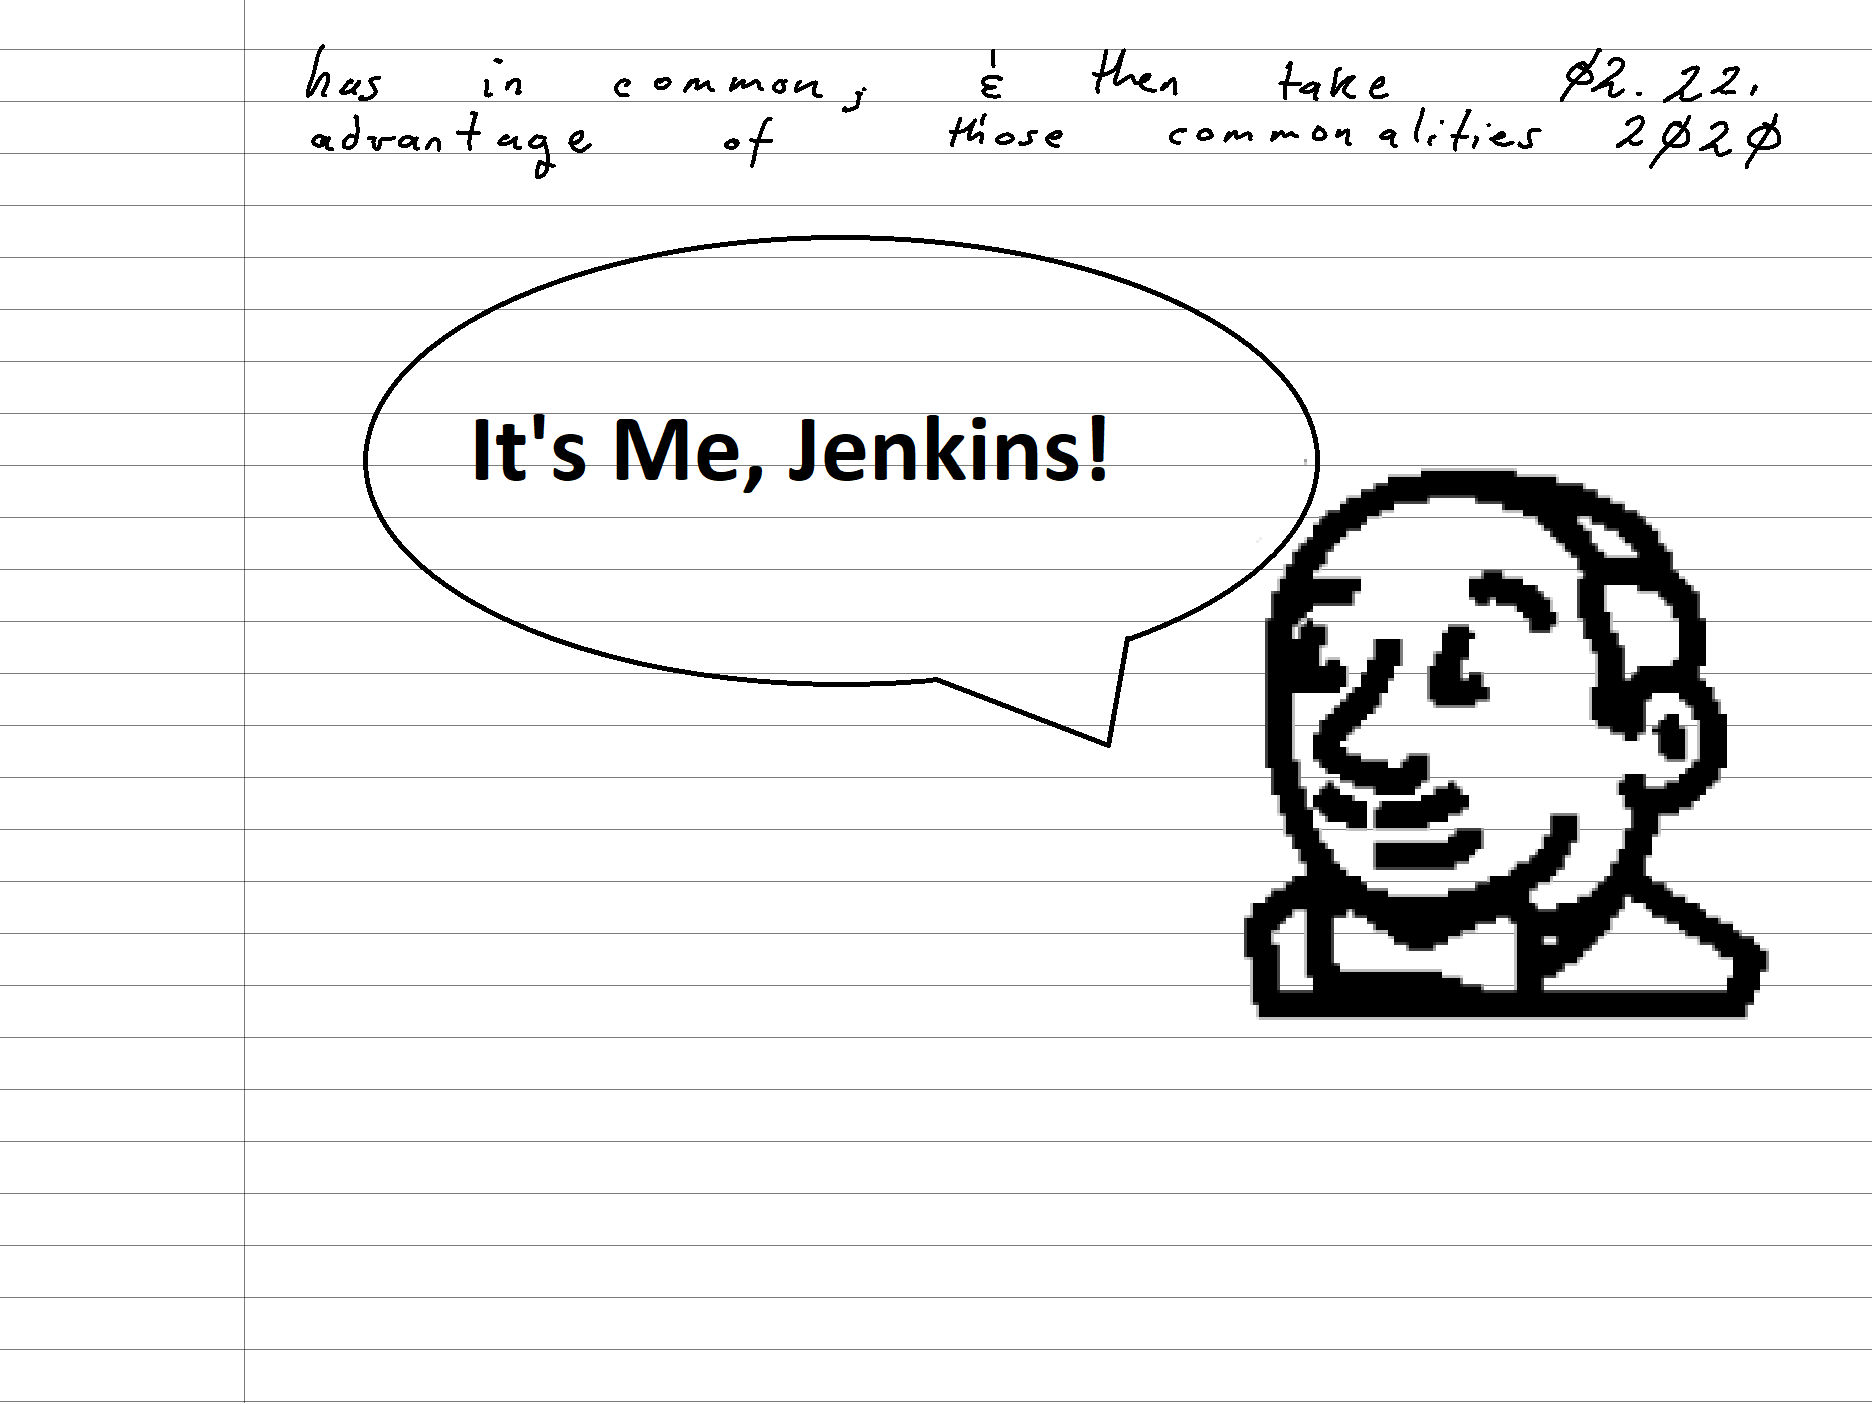 has in common, & then take 02.22.
advantage of those commonalities 2020
It's Me, Jenkins!